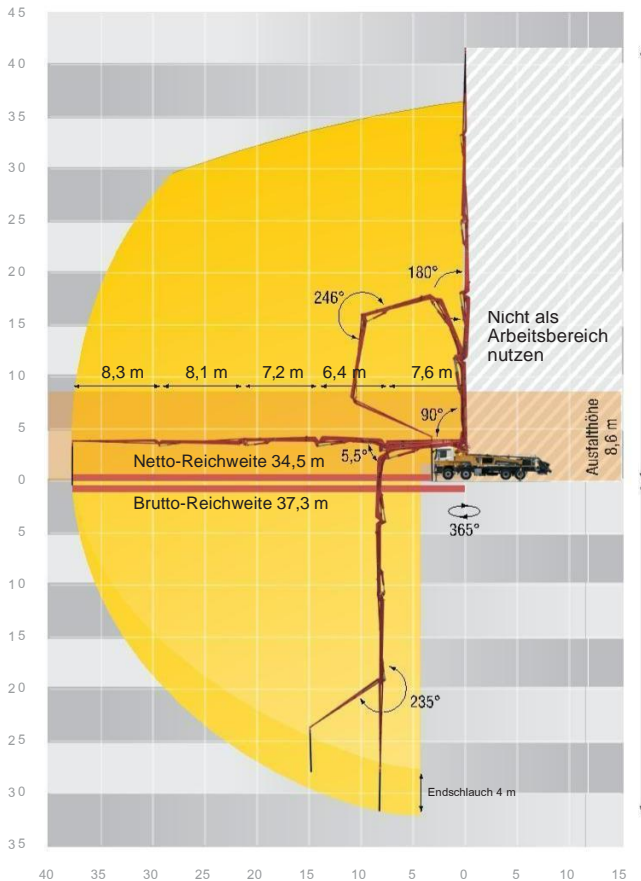 45
40
35
30
25
20
15
10
5
0
5
10
15
20
25
30
35
180°
246°
Nicht als
Arbeitsbereich
nutzen
8,3 m
8,1 m
7,2 m
6,4 m
7,6 m
90°
Ausfalthöhe
8,6 m
5,5°
Netto-Reichweite 34,5 m
Brutto-Reichweite 37,3 m
365°
235°
Endschlauch 4 m
40 35 30 25 20 15 10 5 0 5 10 15